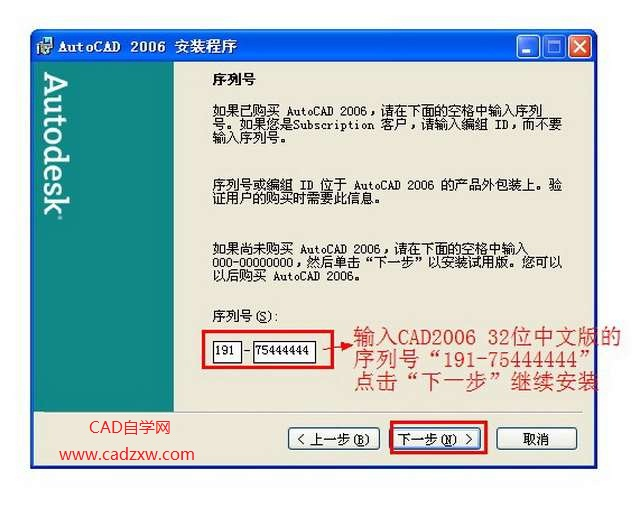 AutoCAD 2006 安装程序
Autodesk
序列号
如果已购买 AutoCAD 2006，请在下面的空格中输入序列
号。如果您是Subscription 客户，请输入编组 ID，而不要
输入序列号。
序列号或编组 ID 位于 AutoCAD 2006 的产品外包装上。验
证用户的购买时需要此信息。
如果尚未购买 AutoCAD 2006，请在下面的空格中输入
000-00000000，然后单击“下一步”以安装试用版。您可以
以后购买 AutoCAD 2006。
序列号(S):
191 - 75444444
输入CAD2006 32位中文版的
序列号“191-75444444”
点击“下一步”继续安装
CAD自学网
www.cadzxw.com
< 上一步(B)
下一步(N) >
取消